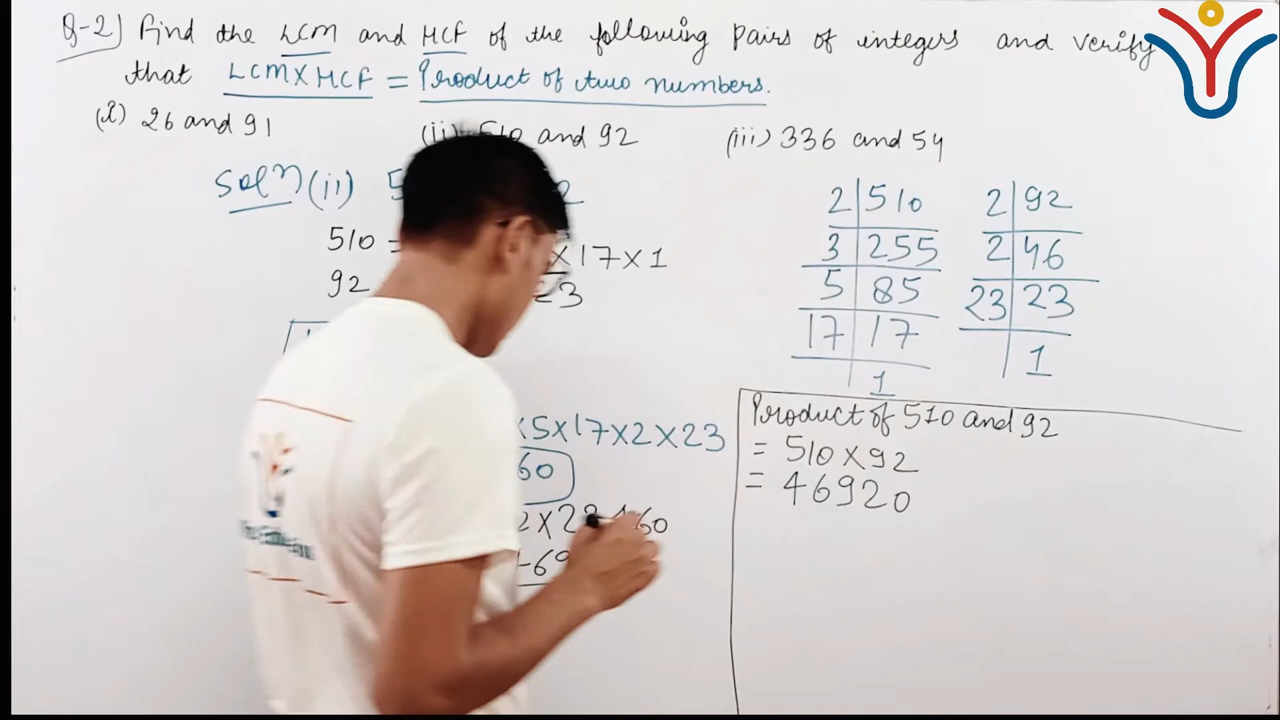 Q-2) Find the LCM and HCF of the following pairs of integers and verify
that LCM×HCF = Product of two numbers.
(i) 26 and 91 (ii) 510 and 92 (iii) 336 and 54
Solⁿ (ii)
510 = ×17×1
92 23
×5×17×2×23
60
2×23460
69
2 510
3 255
5 85
17 17
1
2 92
2 46
23 23
1
Product of 510 and 92
= 510×92
= 46920